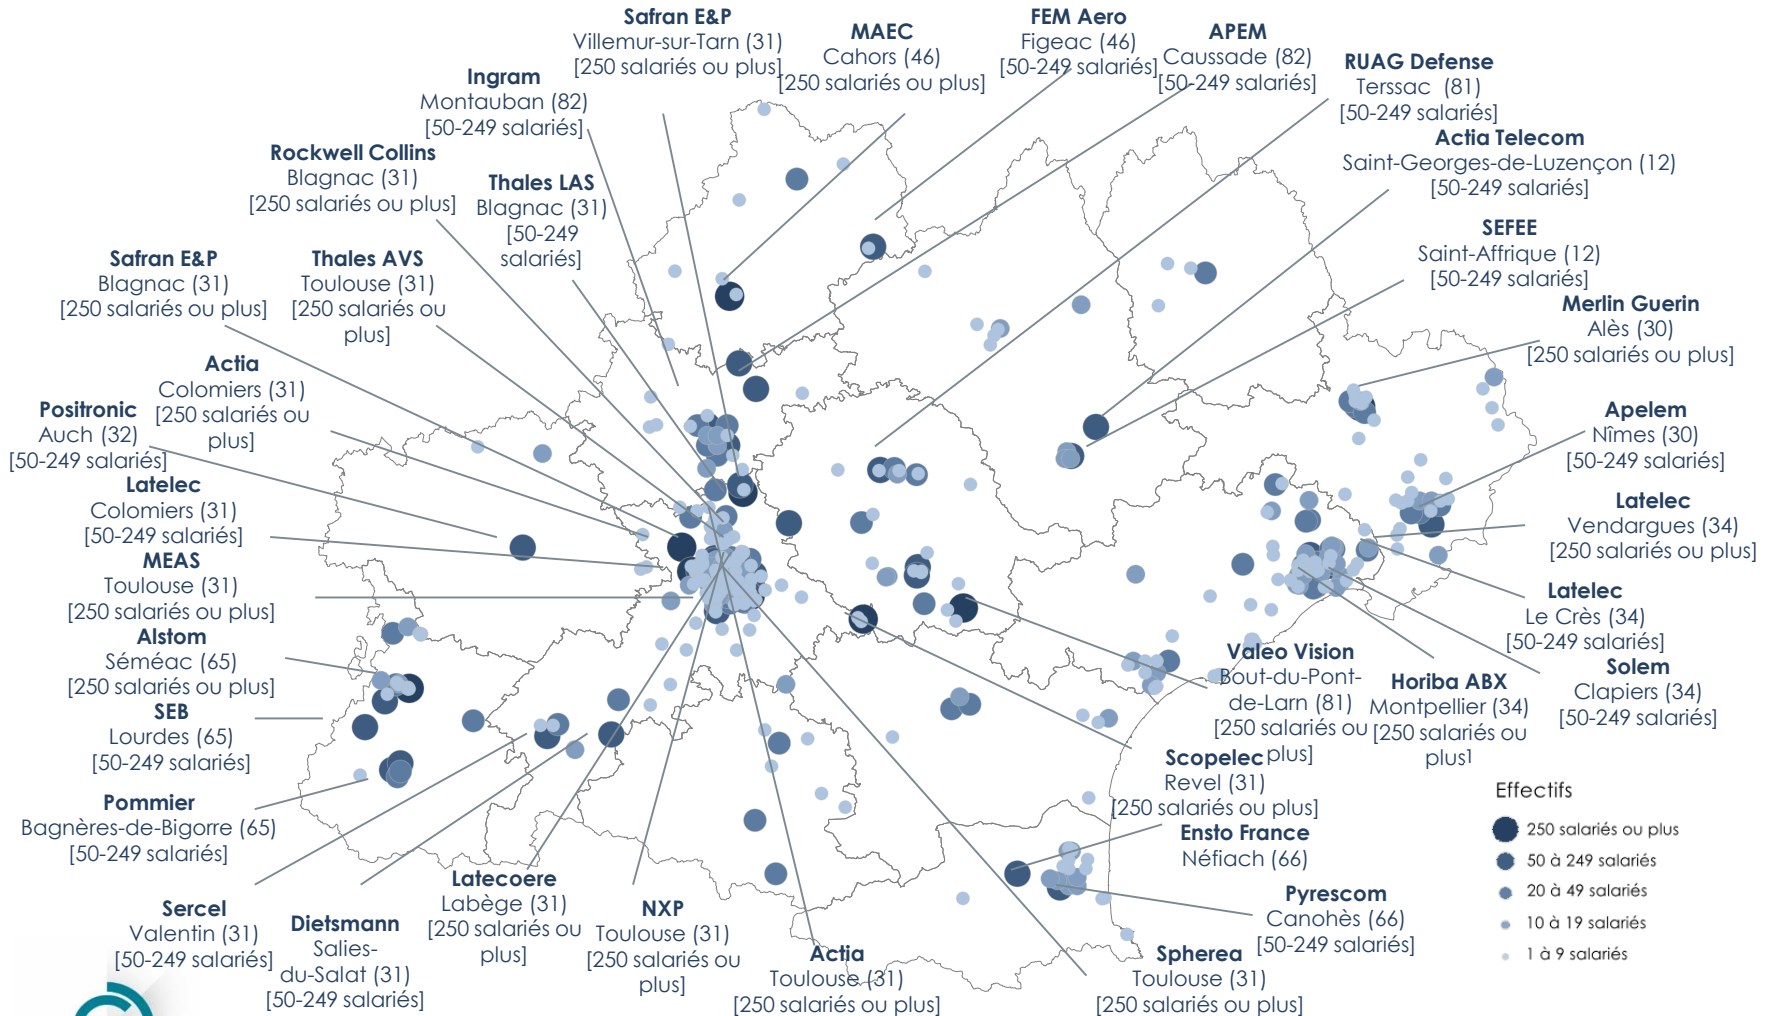 Safran E&P
Villemur-sur-Tarn (31)
[250 salariés ou plus]
MAEC
Cahors (46)
[250 salariés ou plus]
FEM Aero
Figeac (46)
[50-249 salariés]
APEM
Caussade (82)
[50-249 salariés]
RUAG Defense
Terssac (81)
[50-249 salariés]
Ingram
Montauban (82)
[50-249 salariés]
Actia Telecom
Saint-Georges-de-Luzençon (12)
[50-249 salariés]
Rockwell Collins
Blagnac (31)
[250 salariés ou plus]
Thales LAS
Blagnac (31)
[50-249
salariés]
SEFEE
Saint-Affrique (12)
[50-249 salariés]
Safran E&P
Blagnac (31)
[250 salariés ou plus]
Thales AVS
Toulouse (31)
[250 salariés ou
plus]
Merlin Guerin
Alès (30)
[250 salariés ou plus]
Actia
Colomiers (31)
[250 salariés ou
plus]
Positronic
Auch (32)
[50-249 salariés]
Apelem
Nîmes (30)
[50-249 salariés]
Latelec
Colomiers (31)
[50-249 salariés]
Latelec
Vendargues (34)
[250 salariés ou plus]
MEAS
Toulouse (31)
[250 salariés ou plus]
Latelec
Le Crès (34)
[50-249 salariés]
Alstom
Séméac (65)
[250 salariés ou plus]
Valeo Vision
Bout-du-Pont-
de-Larn (81)
[250 salariés ou
plus]
Horiba ABX
Montpellier (34)
[250 salariés ou
plus]
Solem
Clapiers (34)
[50-249 salariés]
SEB
Lourdes (65)
[50-249 salariés]
Scopelec
Revel (31)
[250 salariés ou plus]
Pommier
Bagnères-de-Bigorre (65)
[50-249 salariés]
Ensto France
Néfiach (66)
Effectifs
250 salariés ou plus
50 à 249 salariés
20 à 49 salariés
10 à 19 salariés
1 à 9 salariés
Sercel
Valentin (31)
[50-249 salariés]
Dietsmann
Salies-
du-Salat (31)
[50-249 salariés]
Latecoere
Labège (31)
[250 salariés ou
plus]
NXP
Toulouse (31)
[250 salariés ou
plus]
Actia
Toulouse (31)
[250 salariés ou plus]
Spherea
Toulouse (31)
[250 salariés ou plus]
Pyrescom
Canohès (66)
[50-249 salariés]